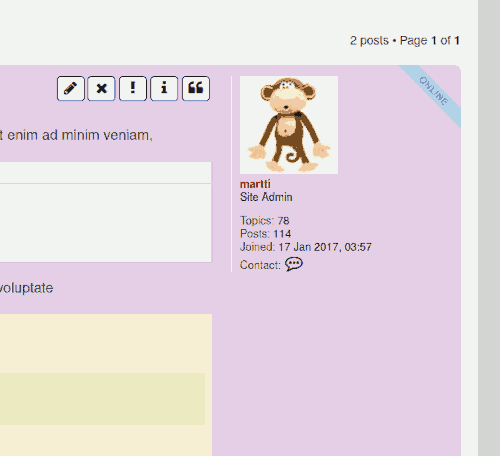 2 posts • Page 1 of 1
ONLINE
t enim ad minim veniam,
martti
Site Admin
Topics: 78
Posts: 114
Joined: 17 Jan 2017, 03:57
Contact:
voluptate